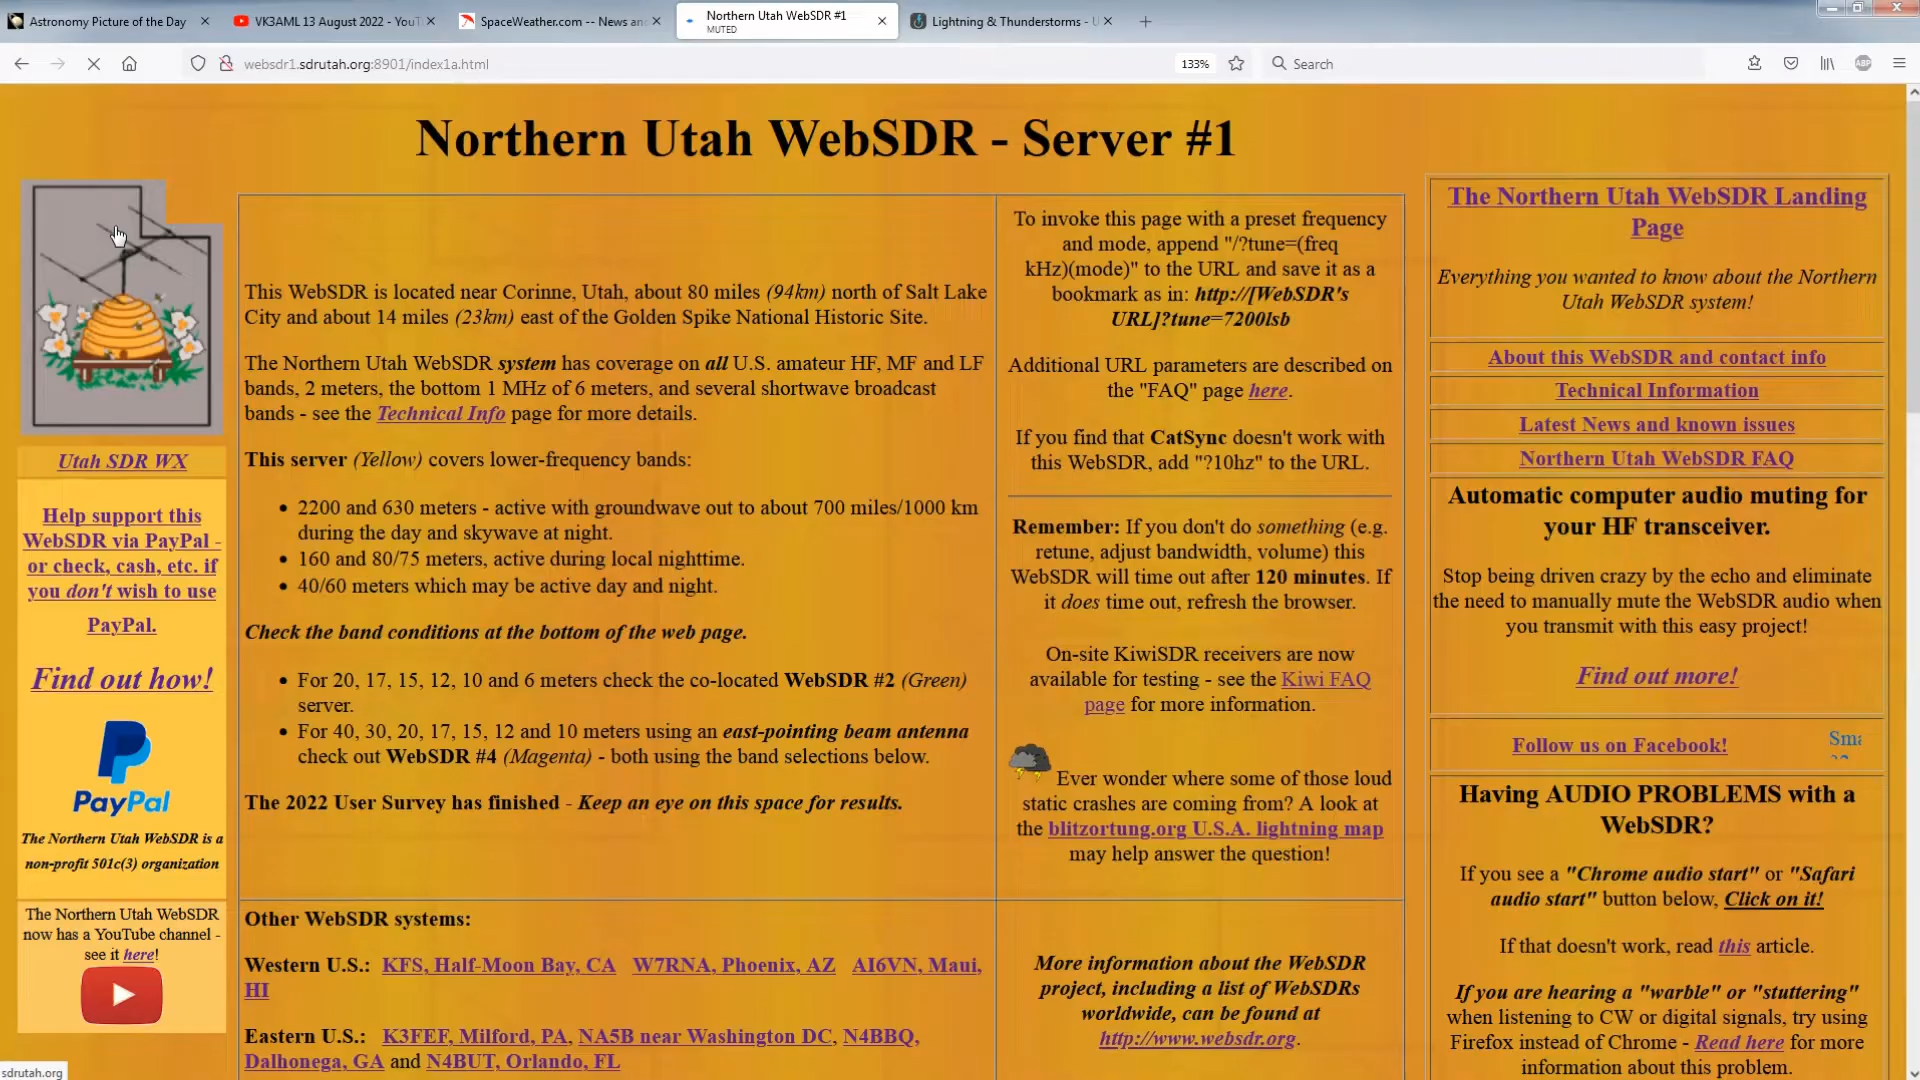 Astronomy Picture of the Day
VK3AML 13 August 2022 - YouT
SpaceWeather.com -- News an
Northern Utah WebSDR #1
MUTED
Lightning & Thunderstorms - U
websdr1.sdrutah.org:8901/index1a.html
133%
Search
ABP
Northern Utah WebSDR - Server #1
Utah SDR WX
Help support this
WebSDR via PayPal -
or check, cash, etc. if
you don't wish to use
PayPal.
Find out how!
PayPal
The Northern Utah WebSDR is a
non-profit 501c(3) organization
The Northern Utah WebSDR
now has a YouTube channel -
see it here!
This WebSDR is located near Corinne, Utah, about 80 miles (94km) north of Salt Lake
City and about 14 miles (23km) east of the Golden Spike National Historic Site.
The Northern Utah WebSDR system has coverage on all U.S. amateur HF, MF and LF
bands, 2 meters, the bottom 1 MHz of 6 meters, and several shortwave broadcast
bands - see the Technical Info page for more details.
This server (Yellow) covers lower-frequency bands:
• 2200 and 630 meters - active with groundwave out to about 700 miles/1000 km
during the day and skywave at night.
• 160 and 80/75 meters, active during local nighttime.
• 40/60 meters which may be active day and night.
Check the band conditions at the bottom of the web page.
• For 20, 17, 15, 12, 10 and 6 meters check the co-located WebSDR #2 (Green)
server.
• For 40, 30, 20, 17, 15, 12 and 10 meters using an east-pointing beam antenna
check out WebSDR #4 (Magenta) - both using the band selections below.
The 2022 User Survey has finished - Keep an eye on this space for results.
To invoke this page with a preset frequency
and mode, append "/?tune=(freq
kHz)(mode)" to the URL and save it as a
bookmark as in: http://[WebSDR's
URL]?tune=7200lsb
Additional URL parameters are described on
the "FAQ" page here.
If you find that CatSync doesn't work with
this WebSDR, add "?10hz" to the URL.
Remember: If you don't do something (e.g.
retune, adjust bandwidth, volume) this
WebSDR will time out after 120 minutes. If
it does time out, refresh the browser.
On-site KiwiSDR receivers are now
available for testing - see the Kiwi FAQ
page for more information.
Ever wonder where some of those loud
static crashes are coming from? A look at
the blitzortung.org U.S.A. lightning map
may help answer the question!
Other WebSDR systems:
Western U.S.: KFS, Half-Moon Bay, CA W7RNA, Phoenix, AZ AI6VN, Maui,
HI
Eastern U.S.: K3FEF, Milford, PA, NA5B near Washington DC, N4BBQ,
Dalhonega, GA and N4BUT, Orlando, FL
More information about the WebSDR
project, including a list of WebSDRs
worldwide, can be found at
http://www.websdr.org.
The Northern Utah WebSDR Landing
Page
Everything you wanted to know about the Northern
Utah WebSDR system!
About this WebSDR and contact info
Technical Information
Latest News and known issues
Northern Utah WebSDR FAQ
Automatic computer audio muting for
your HF transceiver.
Stop being driven crazy by the echo and eliminate
the need to manually mute the WebSDR audio when
you transmit with this easy project!
Find out more!
Follow us on Facebook!
Sma
Having AUDIO PROBLEMS with a
WebSDR?
If you see a "Chrome audio start" or "Safari
audio start" button below, Click on it!
If that doesn't work, read this article.
If you are hearing a "warble" or "stuttering"
when listening to CW or digital signals, try using
Firefox instead of Chrome - Read here for more
information about this problem.
sdrutah.org